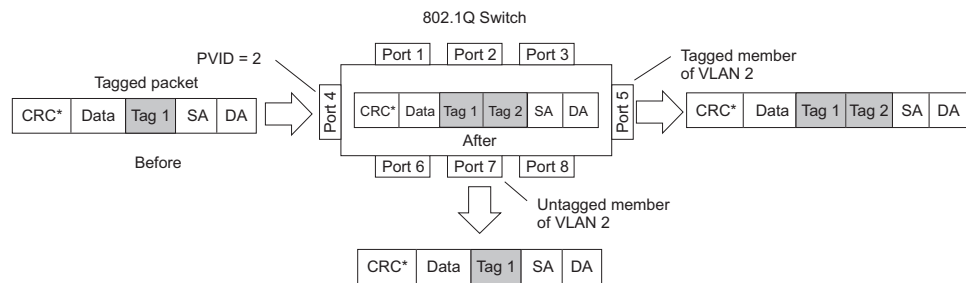 802.1Q Switch
PVID = 2
Port 1 Port 2 Port 3
Tagged member
of VLAN 2
Tagged packet
CRC* Data Tag 1 SA DA
Before
Port 4
CRC* Data Tag 1 Tag 2 SA DA
After
Port 5
CRC* Data Tag 1 Tag 2 SA DA
Port 6 Port 7 Port 8
Untagged member
of VLAN 2
CRC* Data Tag 1 SA DA